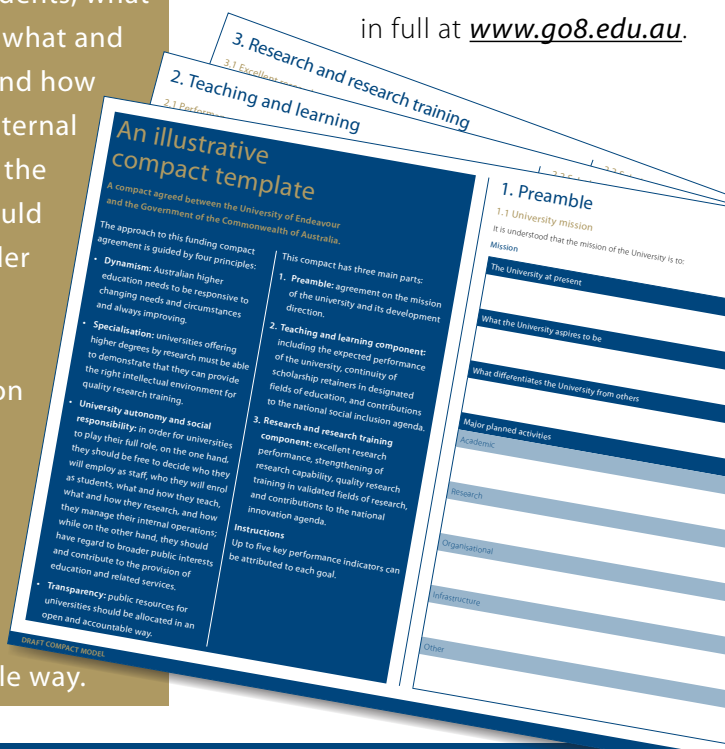 dents, what
what and
nd how
ternal
the
uld
der
on
le way.
in full at www.go8.edu.au.
3. Research and research training
3.1 Excellent
2. Teaching and learning
2.1 Performa
An illustrative
compact template
A compact agreed between the University of Endeavour
and the Government of the Commonwealth of Australia.
The approach to this funding compact
agreement is guided by four principles:
• Dynamism: Australian higher
education needs to be responsive to
changing needs and circumstances
and always improving.
• Specialisation: universities offering
higher degrees by research must be able
to demonstrate that they can provide
the right intellectual environment for
quality research training.
• University autonomy and social
responsibility: in order for universities
to play their full role, on the one hand,
they should be free to decide who they
will employ as staff, who they will enrol
as students, what and how they teach,
what and how they research, and how
they manage their internal operations;
while on the other hand, they should
have regard to broader public interests
and contribute to the provision of
education and related services.
• Transparency: public resources for
universities should be allocated in an
open and accountable way.
This compact has three main parts:
1. Preamble: agreement on the mission
of the university and its development
direction.
2. Teaching and learning component:
including the expected performance
of the university, continuity of
scholarship retainers in designated
fields of education, and contributions
to the national social inclusion agenda.
3. Research and research training
component: excellent research
performance, strengthening of
research capability, quality research
training in validated fields of research,
and contributions to the national
innovation agenda.
Instructions
Up to five key performance indicators can
be attributed to each goal.
DRAFT COMPACT MODEL
1. Preamble
1.1 University mission
It is understood that the mission of the University is to:
Mission
The University at present
What the University aspires to be
What differentiates the University from others
Major planned activities
Academic
Research
Organisational
Infrastructure
Other